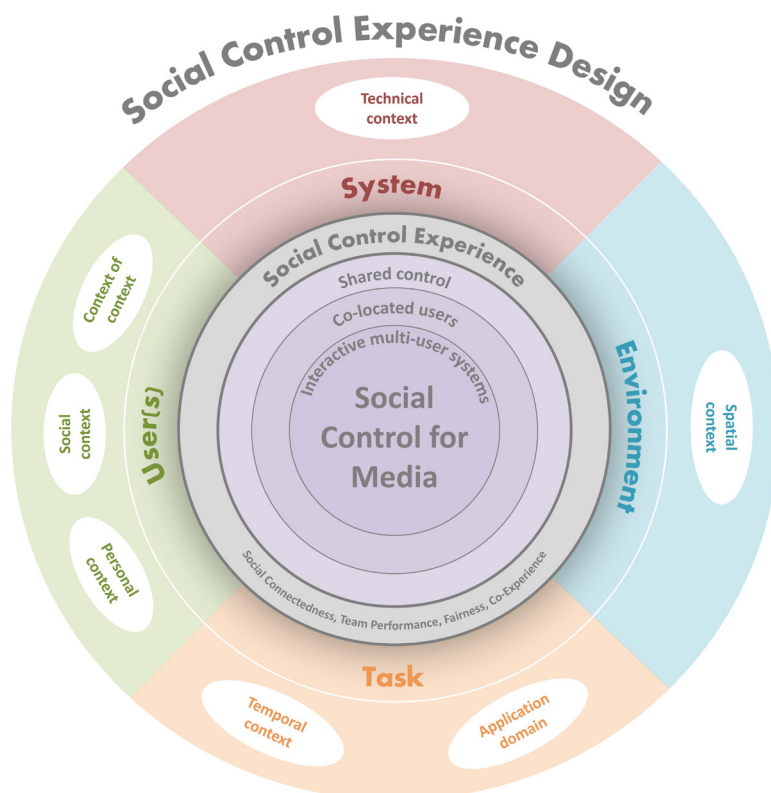 Social Control Experience Design
Technical
context
System
Social Control Experience
Shared control
Co-located users
Interactive multi-user systems
Social
Control for
Media
Context of
context
Social
context
Personal
context
User(s)
Environment
Spatial
context
Social Connectedness, Team Performance, Fairness, Co-Experience
Task
Temporal
context
Application
domain